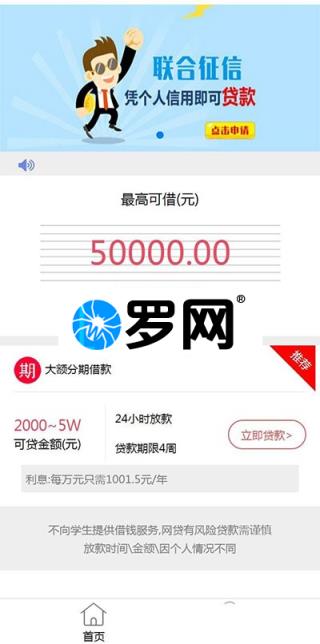 联合征信
凭个人信用即可贷款
点击申请
最高可借(元)
50000.00
罗网®
期 大额分期借款
推荐
2000~5W
可贷金额(元)
24小时放款
贷款期限4周
立即贷款>
利息:每万元只需1001.5元/年
不向学生提供借钱服务,网贷有风险贷款需谨慎
放款时间\金额\因个人情况不同
首页